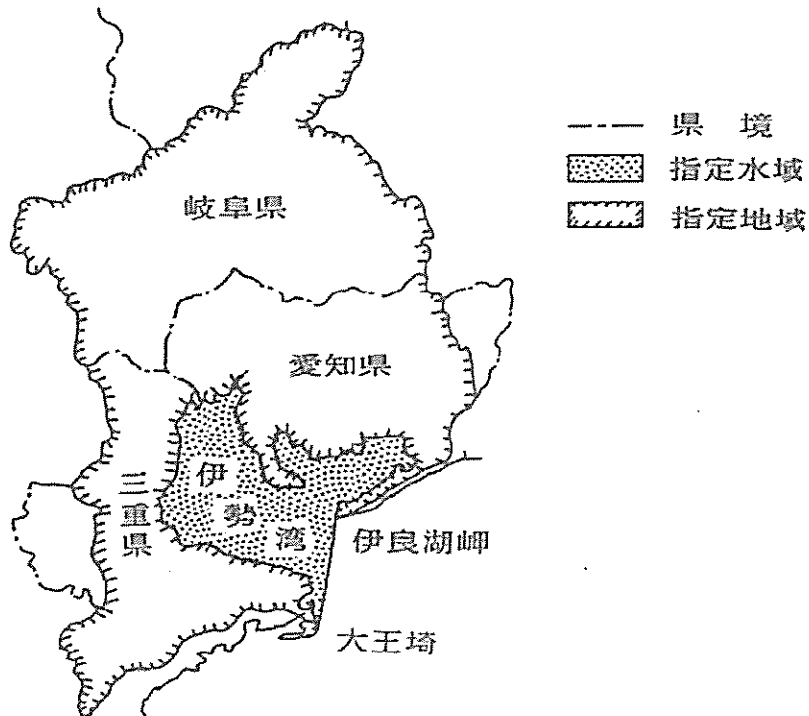 県 境
指定水域
指定地域
岐阜県
愛知県
三重県
伊勢湾
伊良湖岬
大王埼